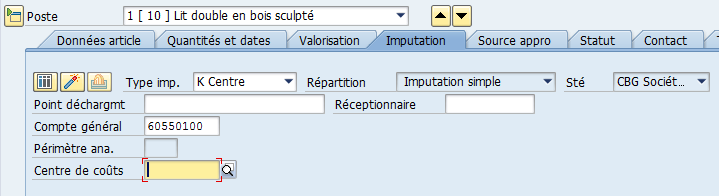 Poste 1 [ 10 ] Lit double en bois sculpté
Données article Quantités et dates Valorisation Imputation Source appro Statut Contact
Type imp. K Centre Répartition Imputation simple Sté CBG Sociét...
Point déchargmt Réceptionnaire
Compte général 60550100
Périmètre ana.
Centre de coûts